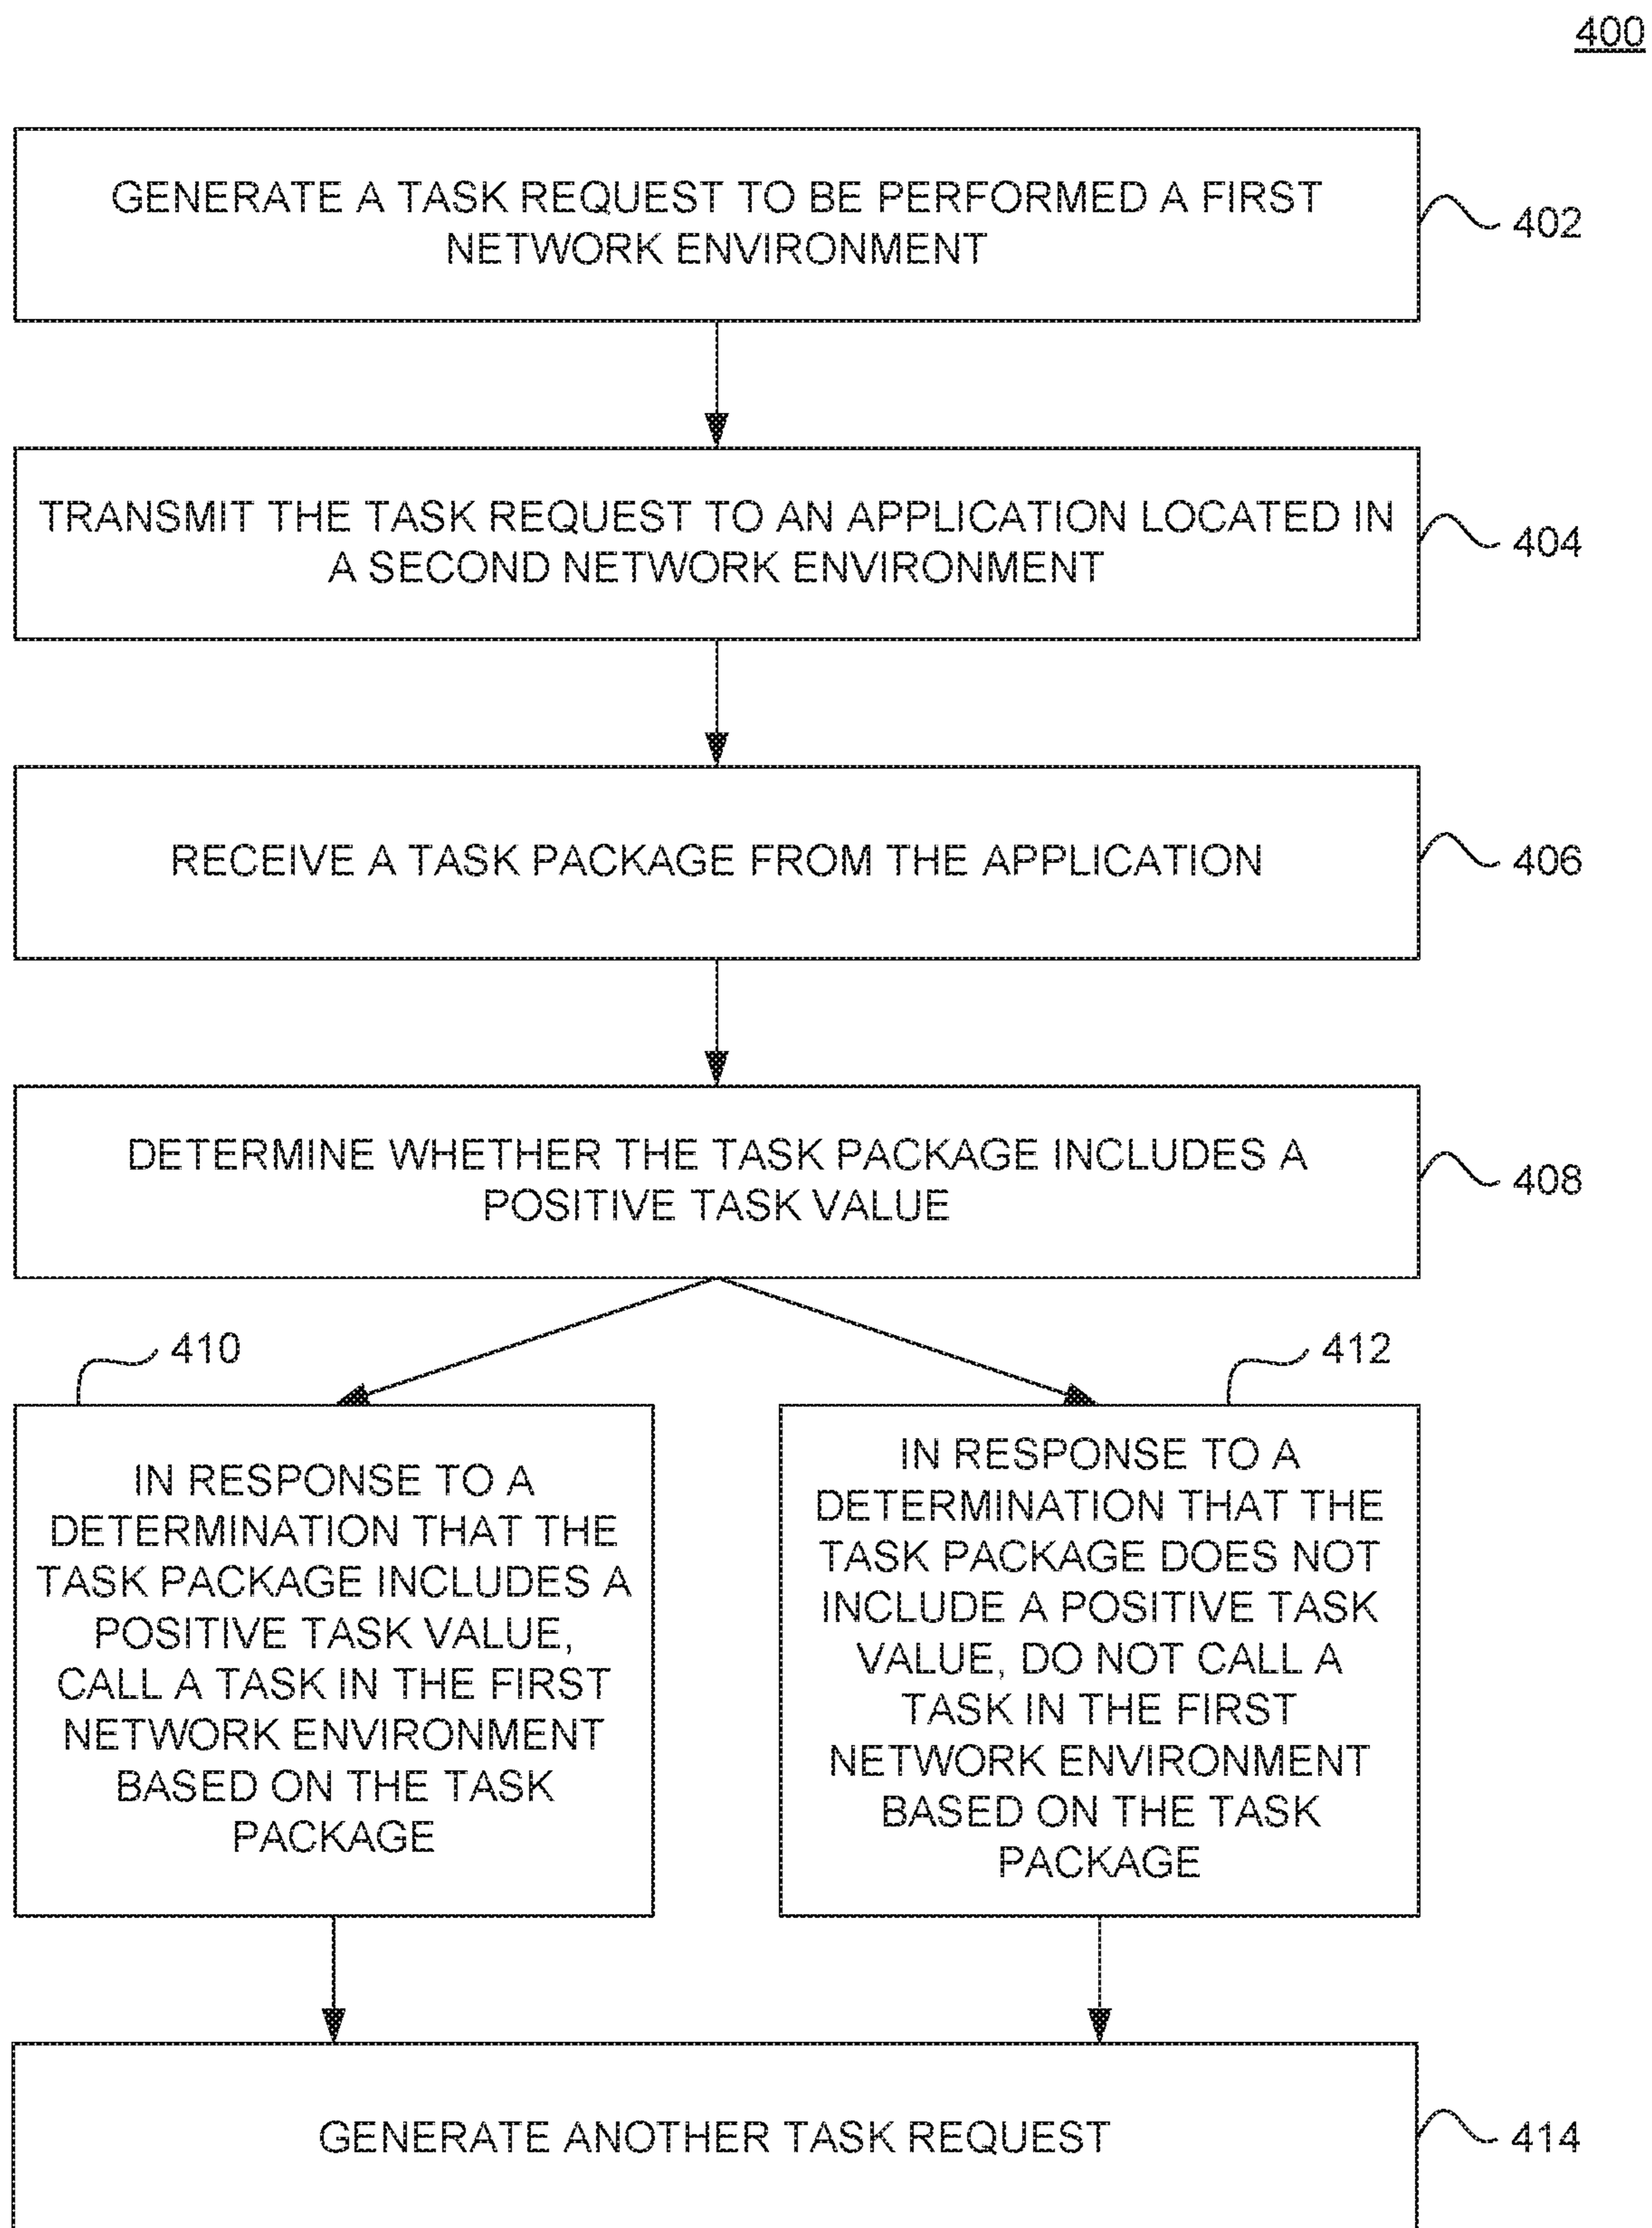 400
GENERATE A TASK REQUEST TO BE PERFORMED A FIRST
NETWORK ENVIRONMENT
402
TRANSMIT THE TASK REQUEST TO AN APPLICATION LOCATED IN
A SECOND NETWORK ENVIRONMENT
404
RECEIVE A TASK PACKAGE FROM THE APPLICATION
406
DETERMINE WHETHER THE TASK PACKAGE INCLUDES A
POSITIVE TASK VALUE
408
410
IN RESPONSE TO A
DETERMINATION THAT THE
TASK PACKAGE INCLUDES A
POSITIVE TASK VALUE,
CALL A TASK IN THE FIRST
NETWORK ENVIRONMENT
BASED ON THE TASK
PACKAGE
412
IN RESPONSE TO A
DETERMINATION THAT THE
TASK PACKAGE DOES NOT
INCLUDE A POSITIVE TASK
VALUE, DO NOT CALL A
TASK IN THE FIRST
NETWORK ENVIRONMENT
BASED ON THE TASK
PACKAGE
GENERATE ANOTHER TASK REQUEST
414